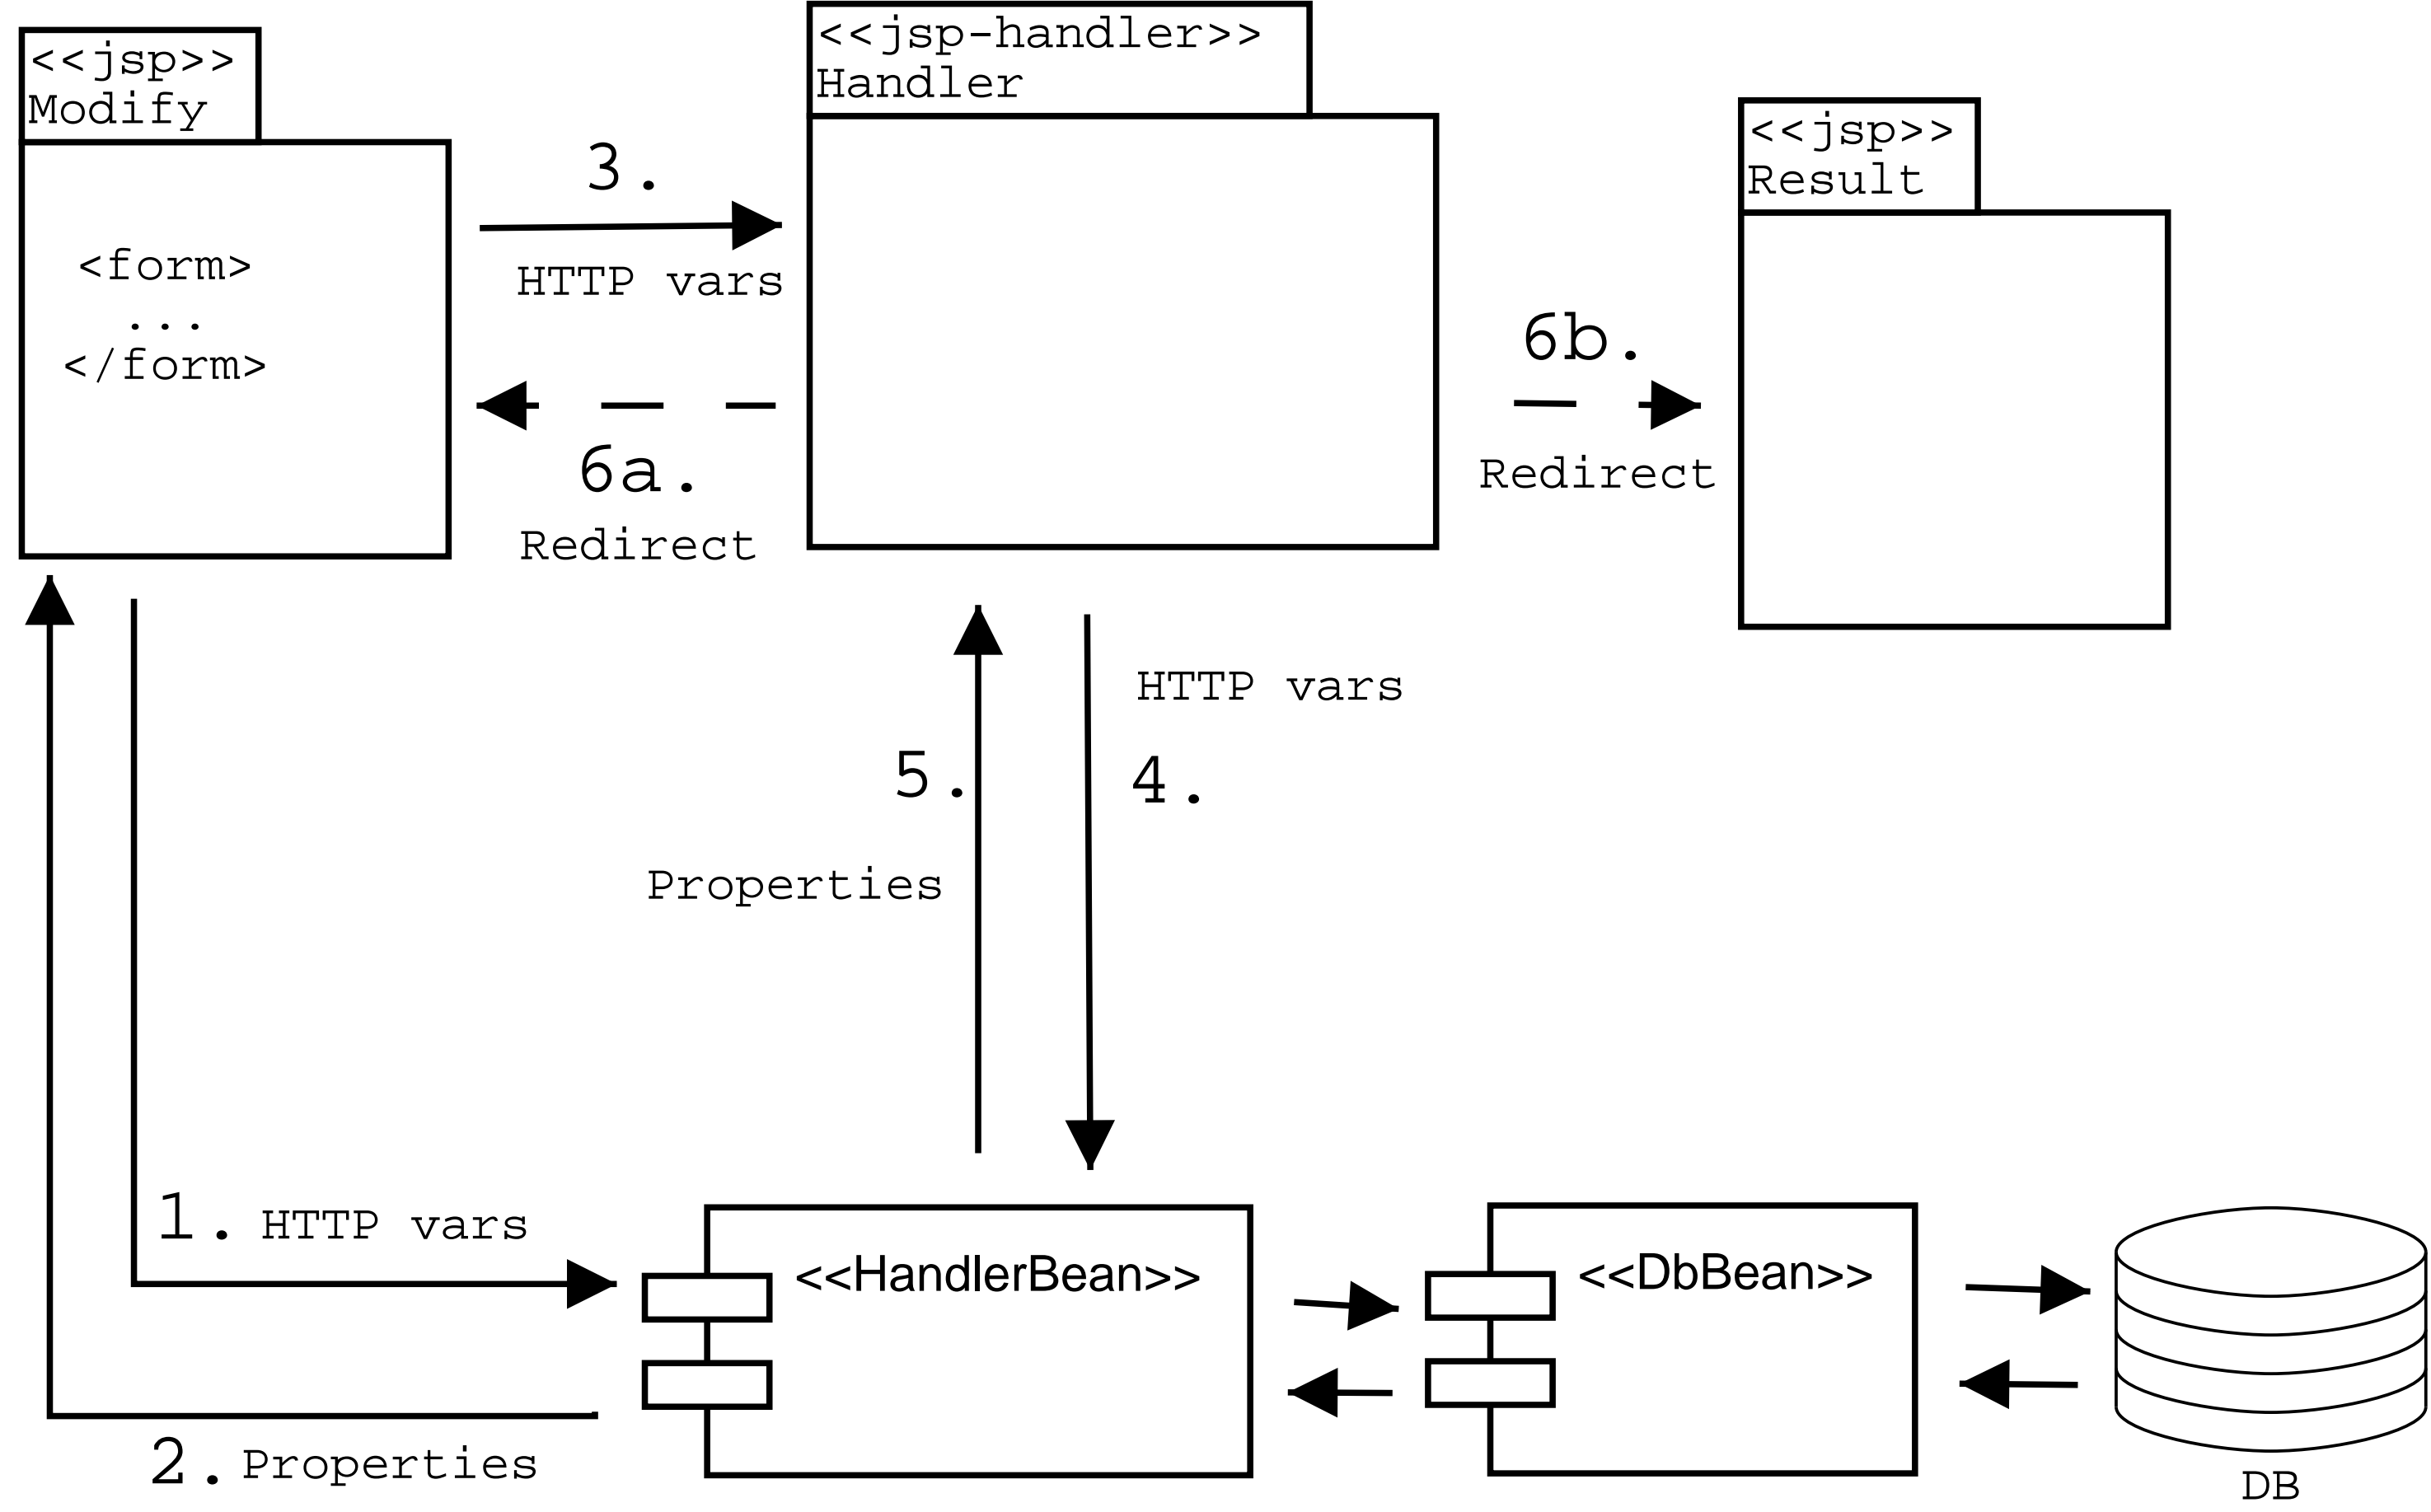 <<jsp>>
Modify
<form>
...
</form>
3.
HTTP vars
6a.
Redirect
<<jsp-handler>>
Handler
6b.
Redirect
<<jsp>>
Result
5.
Properties
HTTP vars
4.
1. HTTP vars
2. Properties
<<HandlerBean>>
<<DbBean>>
DB